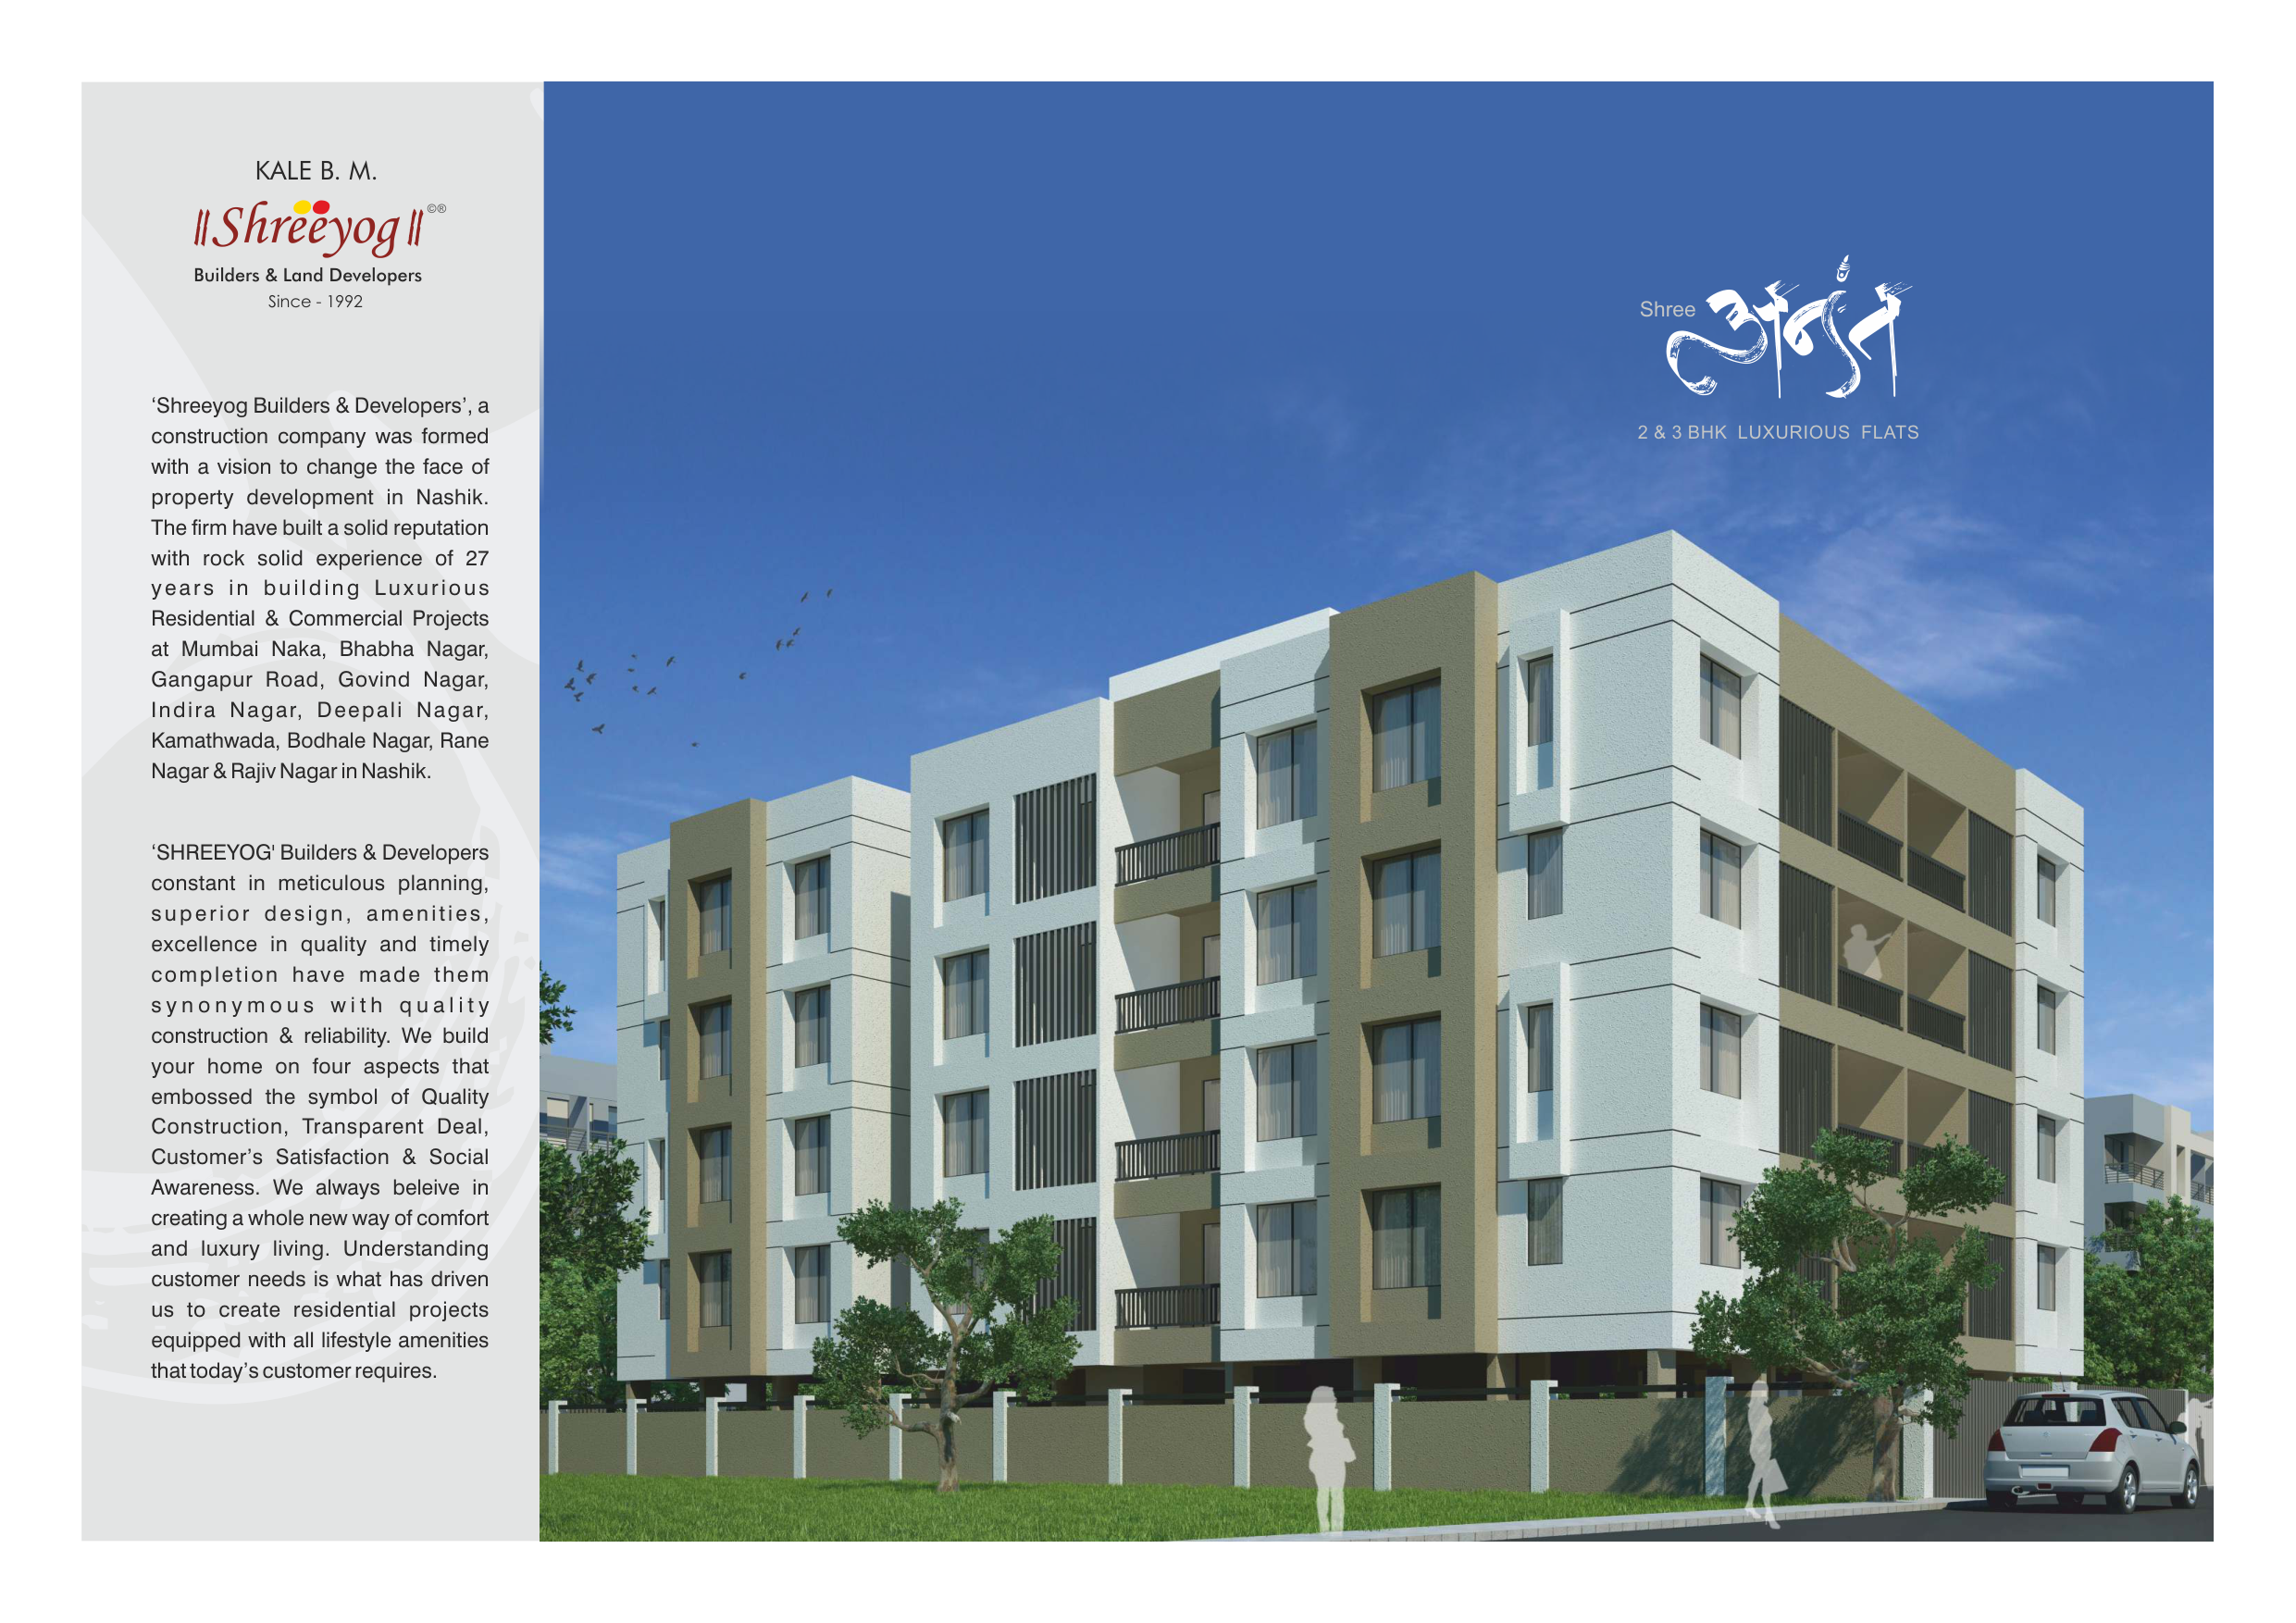 KALE B. M.
॥Shreeyog॥©®
Builders & Land Developers
Since - 1992
‘Shreeyog Builders & Developers’, a
construction company was formed
with a vision to change the face of
property development in Nashik.
The firm have built a solid reputation
with rock solid experience of 27
years in building Luxurious
Residential & Commercial Projects
at Mumbai Naka, Bhabha Nagar,
Gangapur Road, Govind Nagar,
Indira Nagar, Deepali Nagar,
Kamathwada, Bodhale Nagar, Rane
Nagar & Rajiv Nagar in Nashik.
‘SHREEYOG' Builders & Developers
constant in meticulous planning,
superior design, amenities,
excellence in quality and timely
completion have made them
synonymous with quality
construction & reliability. We build
your home on four aspects that
embossed the symbol of Quality
Construction, Transparent Deal,
Customer’s Satisfaction & Social
Awareness. We always beleive in
creating a whole new way of comfort
and luxury living. Understanding
customer needs is what has driven
us to create residential projects
equipped with all lifestyle amenities
that today’s customer requires.
Shree अनंत
2 & 3 BHK LUXURIOUS FLATS